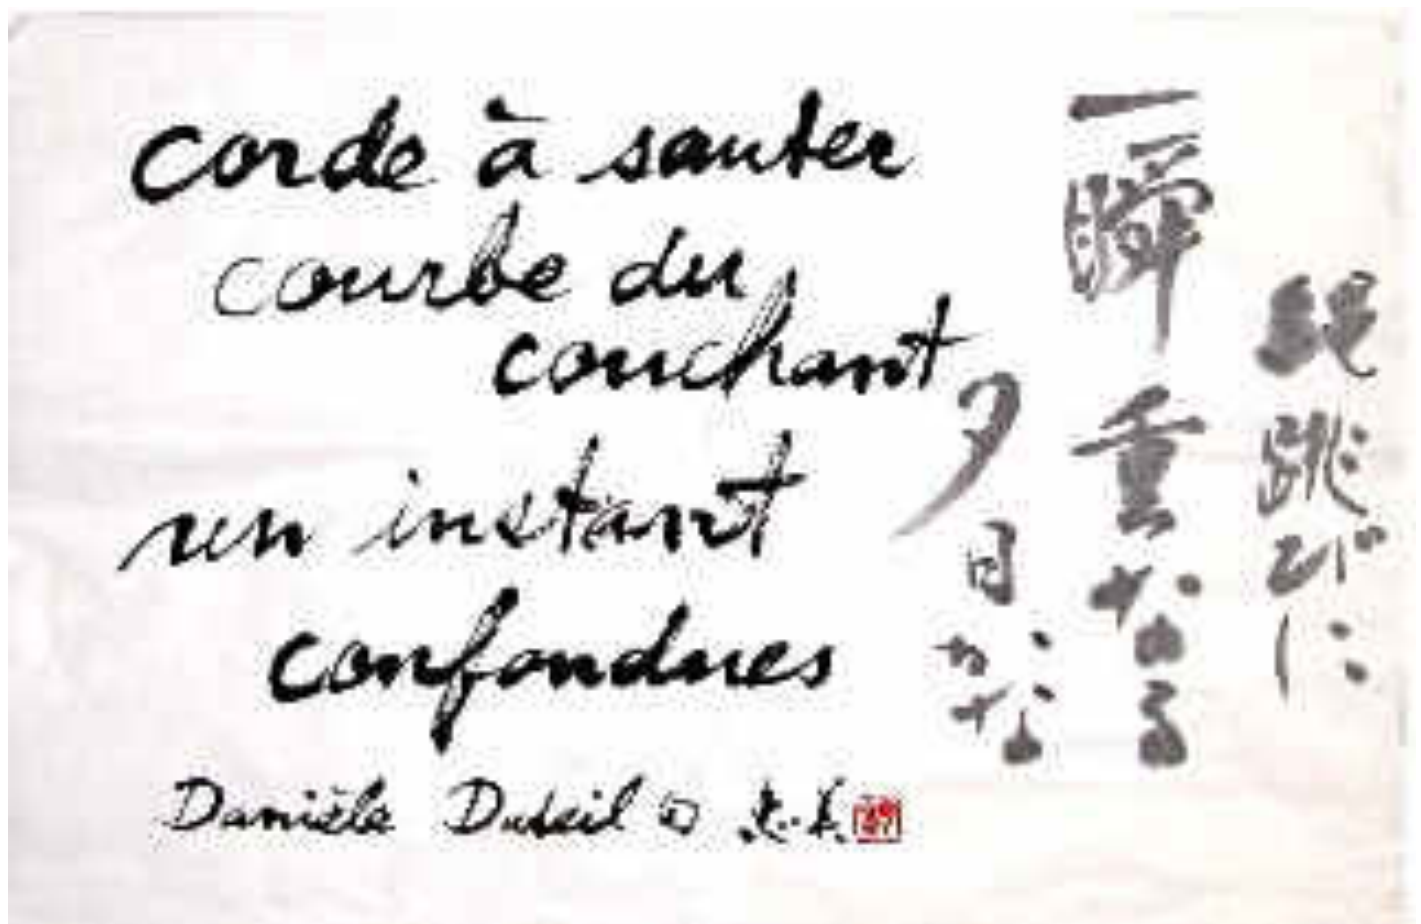 corde à sauter
courbe du
couchant
un instant
confondues
Danièle Duteil
縄跳びに
一瞬重なる
夕日かな